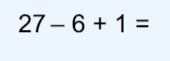 27 – 6 + 1 =